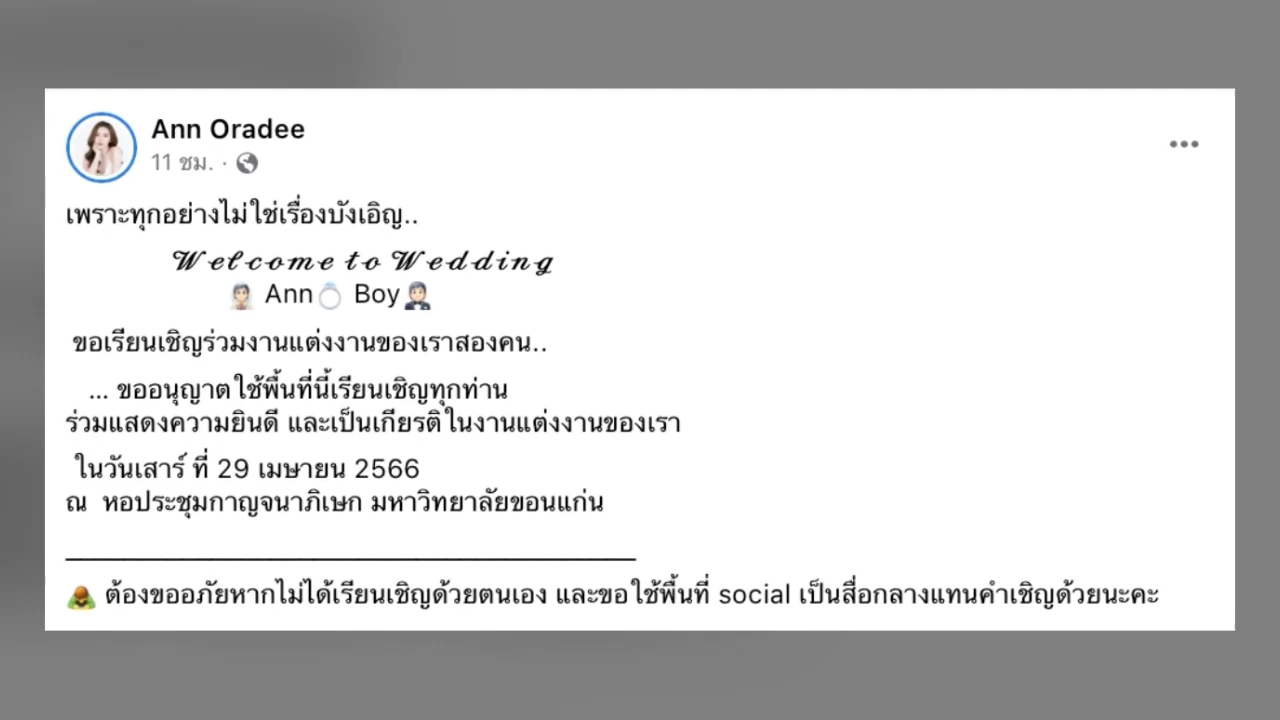 Ann Oradee
11 ชม. ·
เพราะทุกอย่างไม่ใช่เรื่องบังเอิญ..
𝓦𝓮𝓵𝓬𝓸𝓶𝓮 𝓽𝓸 𝓦𝓮𝓭𝓭𝓲𝓷𝓰
👰🏻 Ann💍 Boy🤵🏻
ขอเรียนเชิญร่วมงานแต่งงานของเราสองคน..
... ขออนุญาตใช้พื้นที่นี้เรียนเชิญทุกท่าน
ร่วมแสดงความยินดี และเป็นเกียรติในงานแต่งงานของเรา
ในวันเสาร์ ที่ 29 เมษายน 2566
ณ หอประชุมกาญจนาภิเษก มหาวิทยาลัยขอนแก่น
🙇🏽 ต้องขออภัยหากไม่ได้เรียนเชิญด้วยตนเอง และขอใช้พื้นที่ social เป็นสื่อกลางแทนคำเชิญด้วยนะคะ